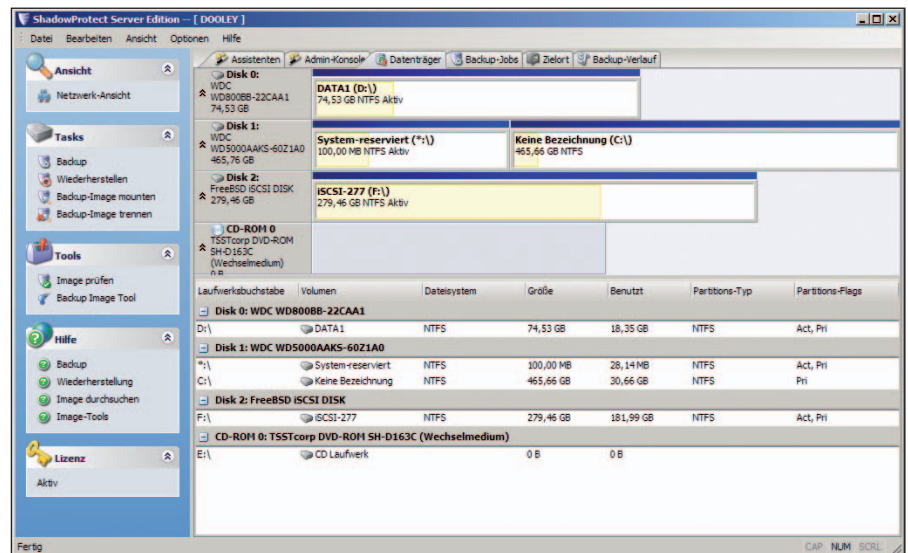 ShadowProtect Server Edition -- [ DOOLEY ]
Datei Bearbeiten Ansicht Optionen Hilfe
Ansicht
Netzwerk-Ansicht
Tasks
Backup
Wiederherstellen
Backup-Image mounten
Backup-Image trennen
Tools
Image prüfen
Backup Image Tool
Hilfe
Backup
Wiederherstellung
Image durchsuchen
Image-Tools
Lizenz
Aktiv
Assistenten Admin-Konsole Datenträger Backup-Jobs Zielort Backup-Verlauf
Disk 0:
WDC
WD800BB-22CAA1
74,53 GB
DATA1 (D:\)
74,53 GB NTFS Aktiv
Disk 1:
WDC
WD5000AAKS-60Z1A0
465,76 GB
System-reserviert (*:\)
100,00 MB NTFS Aktiv
Keine Bezeichnung (C:\)
465,66 GB NTFS
Disk 2:
FreeBSD iSCSI DISK
279,46 GB
iSCSI-277 (F:\)
279,46 GB NTFS Aktiv
CD-ROM 0
TSSTcorp DVD-ROM
SH-D163C
(Wechselmedium)
0 B
Laufwerksbuchstabe Volumen Dateisystem Größe Benutzt Partitions-Typ Partitions-Flags
Disk 0: WDC WD800BB-22CAA1
D:\ DATA1 NTFS 74,53 GB 18,35 GB NTFS Act, Pri
Disk 1: WDC WD5000AAKS-60Z1A0
*:\ System-reserviert NTFS 100,00 MB 28,14 MB NTFS Act, Pri
C:\ Keine Bezeichnung NTFS 465,66 GB 30,66 GB NTFS Pri
Disk 2: FreeBSD iSCSI DISK
F:\ iSCSI-277 NTFS 279,46 GB 181,99 GB NTFS Act, Pri
CD-ROM 0: TSSTcorp DVD-ROM SH-D163C (Wechselmedium)
E:\ CD Laufwerk 0 B 0 B
Fertig
CAP NUM SCRL